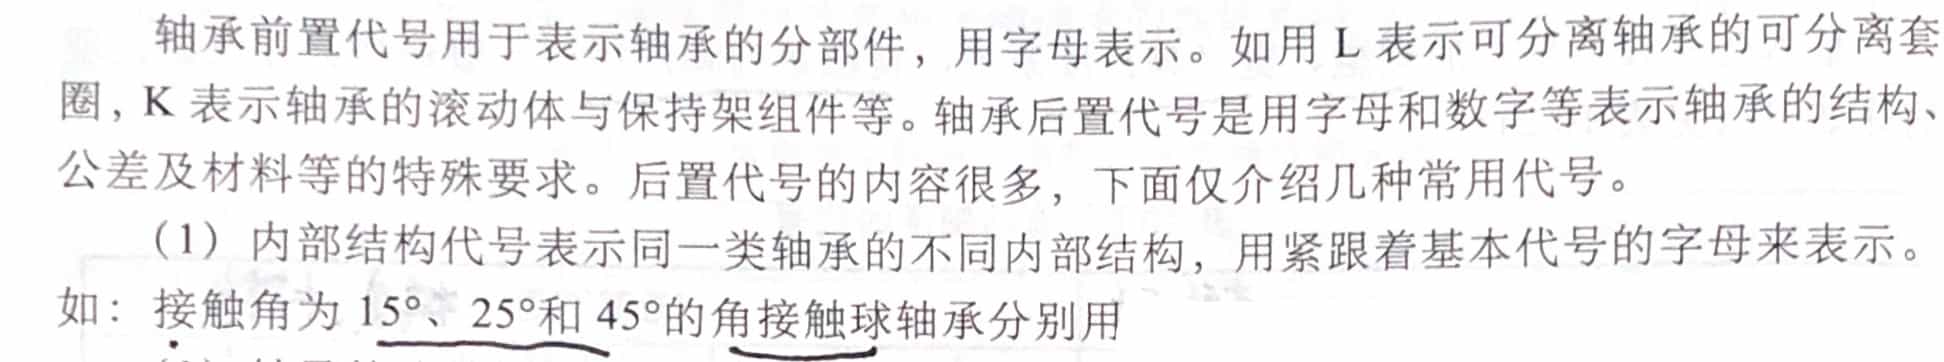 轴承前置代号用于表示轴承的分部件，用字母表示。如用 L 表示可分离轴承的可分离套
圈，K 表示轴承的滚动体与保持架组件等。轴承后置代号是用字母和数字等表示轴承的结构、
公差及材料等的特殊要求。后置代号的内容很多，下面仅介绍几种常用代号。
（1）内部结构代号表示同一类轴承的不同内部结构，用紧跟着基本代号的字母来表示。
如：接触角为 15°、25°和 45°的角接触球轴承分别用